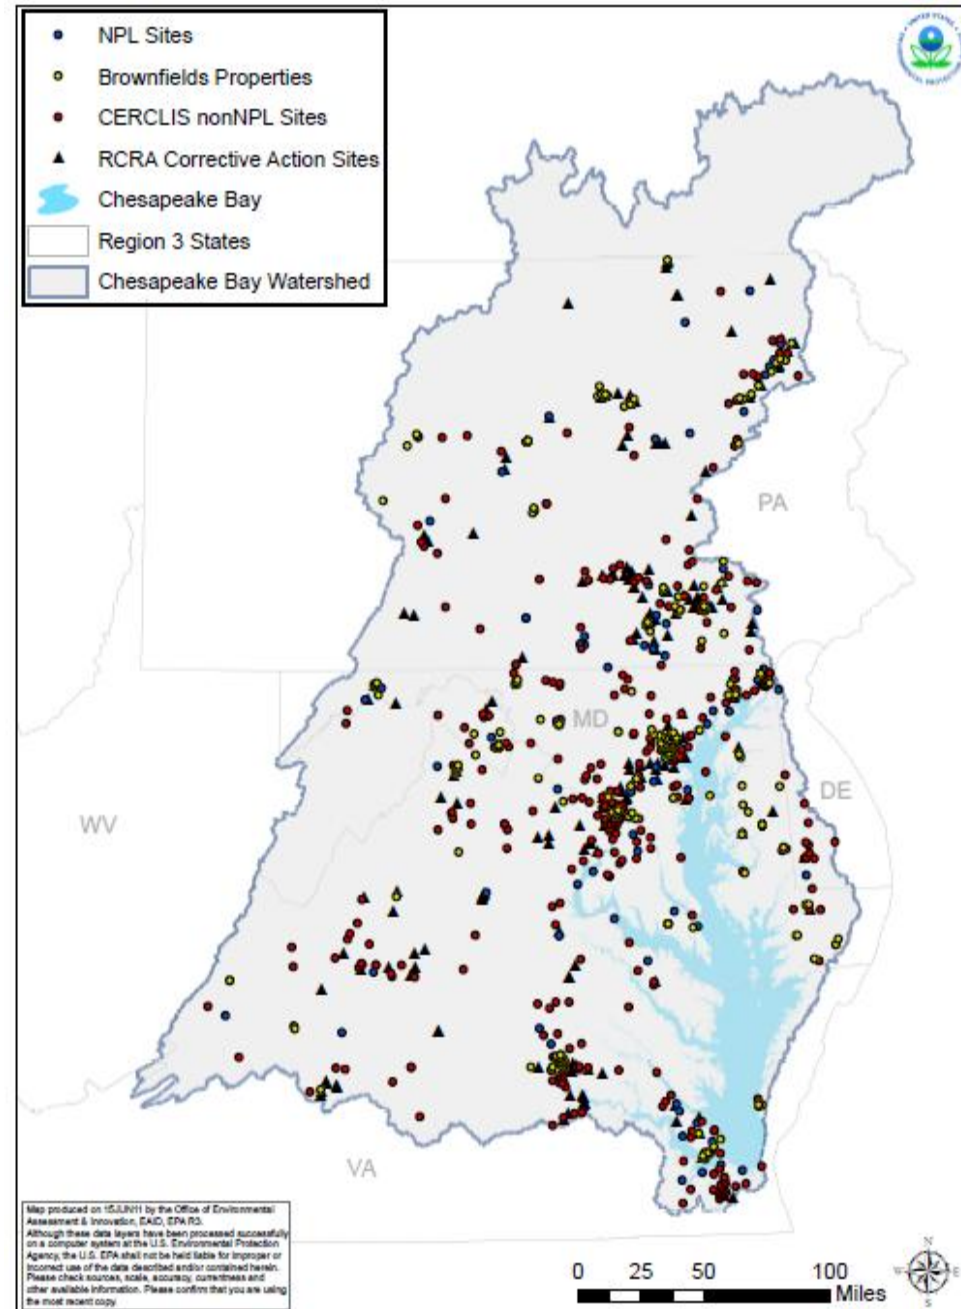 NPL Sites
Brownfields Properties
CERCLIS nonNPL Sites
RCRA Corrective Action Sites
Chesapeake Bay
Region 3 States
Chesapeake Bay Watershed
PA
MD
DE
WV
VA
Map produced on 15JUN11 by the Office of Environmental
Assessment & Innovation, EAID, EPA R3.
Although these data layers have been processed successfully
on a computer system at the U.S. Environmental Protection
Agency, the U.S. EPA shall not be held liable for improper or
incorrect use of the data described and/or contained herein.
Please check sources, scale, accuracy, currentness and
other available information. Please confirm that you are using
the most recent copy.
0 25 50 100
Miles
N
W E
S